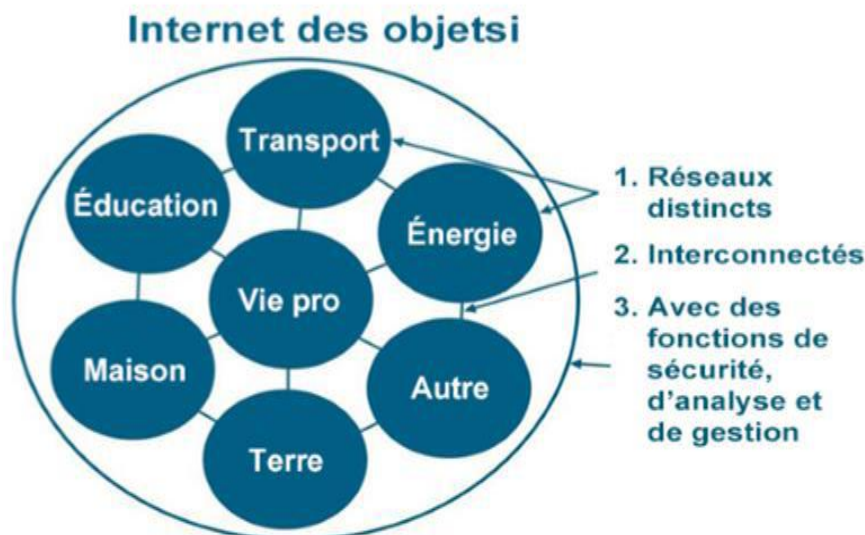 Internet des objetsi
Transport
Éducation
Énergie
Vie pro
Maison
Autre
Terre
1. Réseaux
distincts
2. Interconnectés
3. Avec des
fonctions de
sécurité,
d'analyse et
de gestion